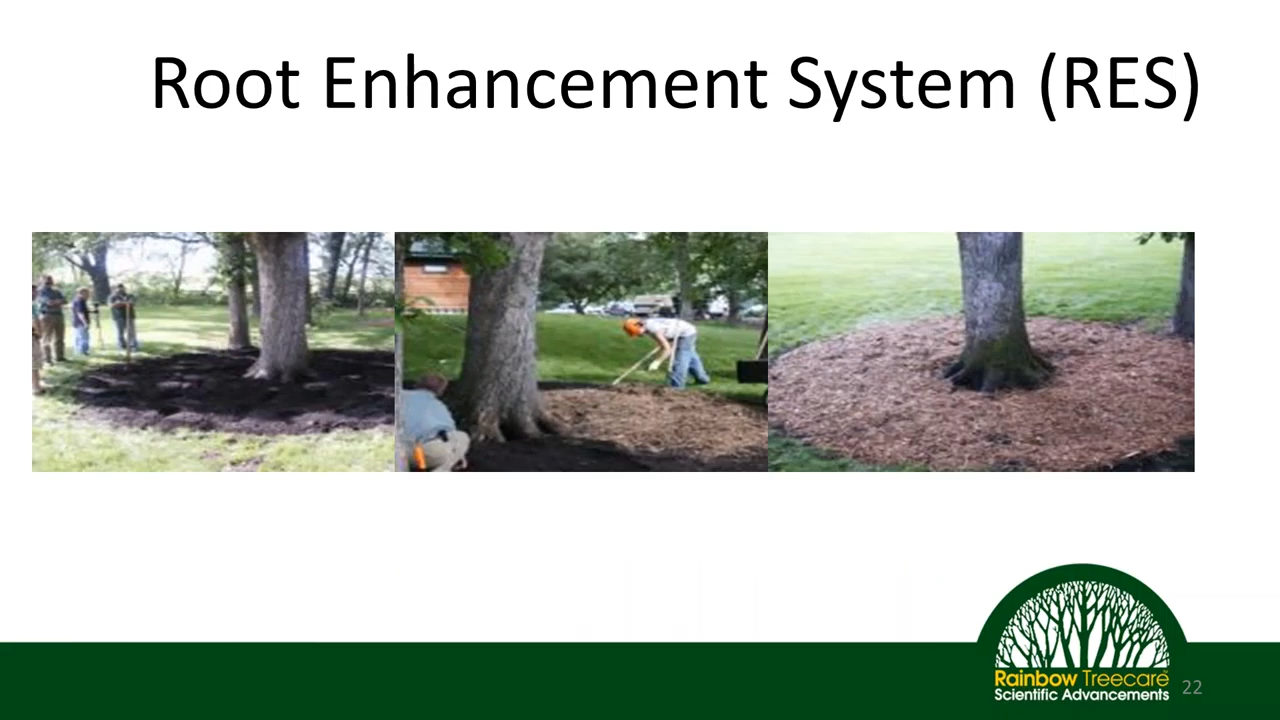 Root Enhancement System (RES)
Rainbow Treecare
Scientific Advancements
22